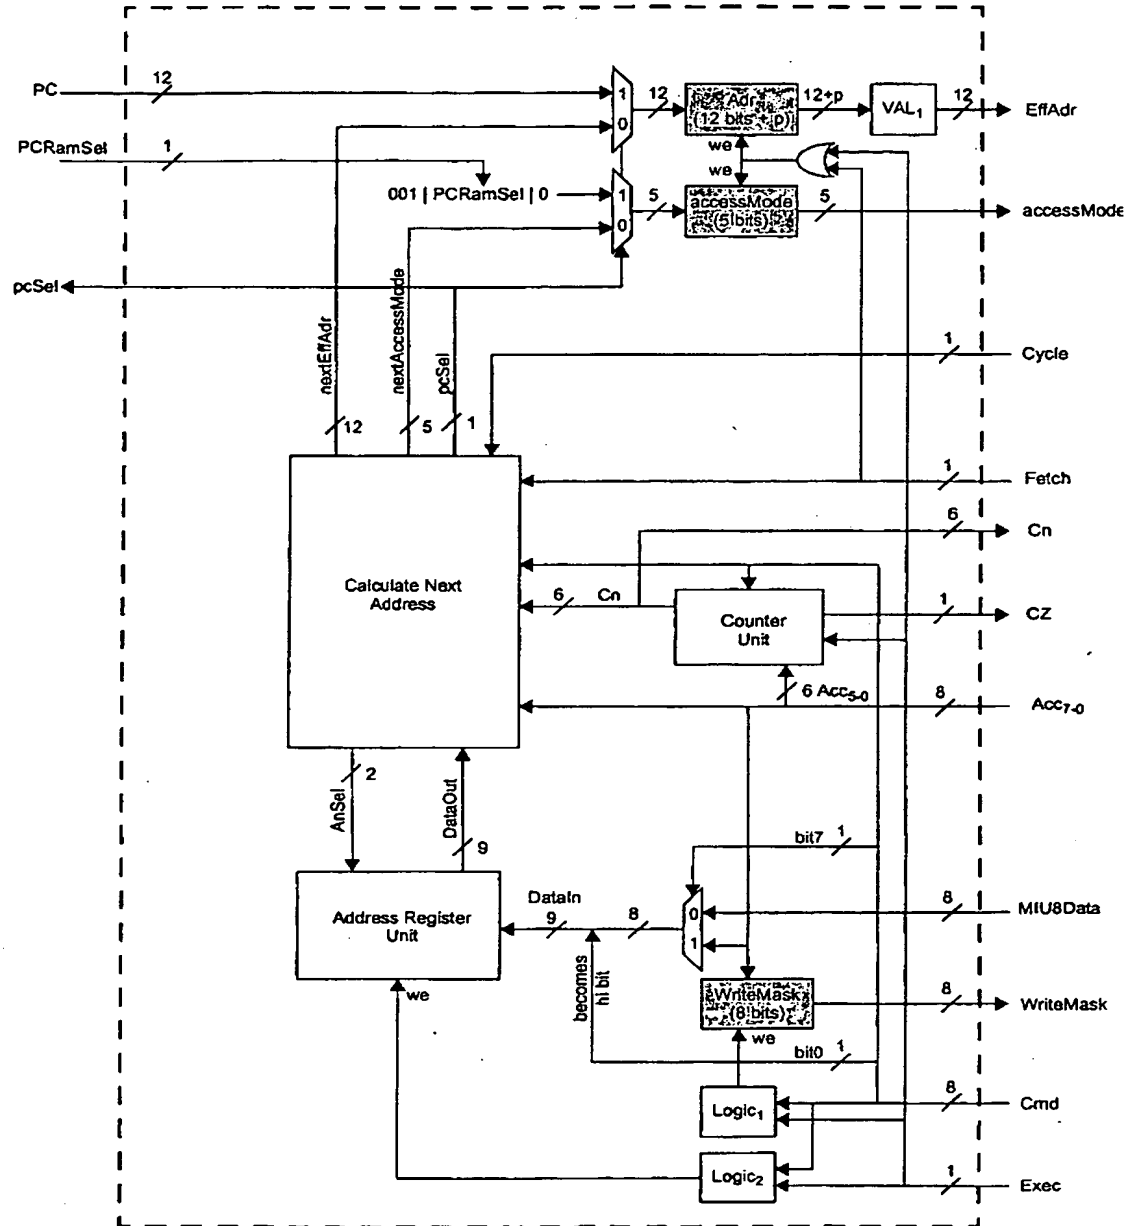 PC
12
1
0
12
Adr
(12 bits + p)
12+p
VAL1
12
EffAdr
PCRamSel
1
we
we
001 | PCRamSel | 0
1
0
5
accessMode
(5 bits)
5
accessMode
pcSel
nextEffAdr
nextAccessMode
pcSel
12
5
1
1
Cycle
1
Fetch
6
Cn
Calculate Next
Address
6
Cn
Counter
Unit
1
CZ
6 Acc5-0
8
Acc7-0
AnSel
2
DataOut
9
bit7
1
Address Register
Unit
DataIn
9
8
0
1
8
MIU8Data
becomes
hi bit
WriteMask
(8 bits)
8
WriteMask
we
we
bit0
1
Logic1
8
Cmd
Logic2
1
Exec